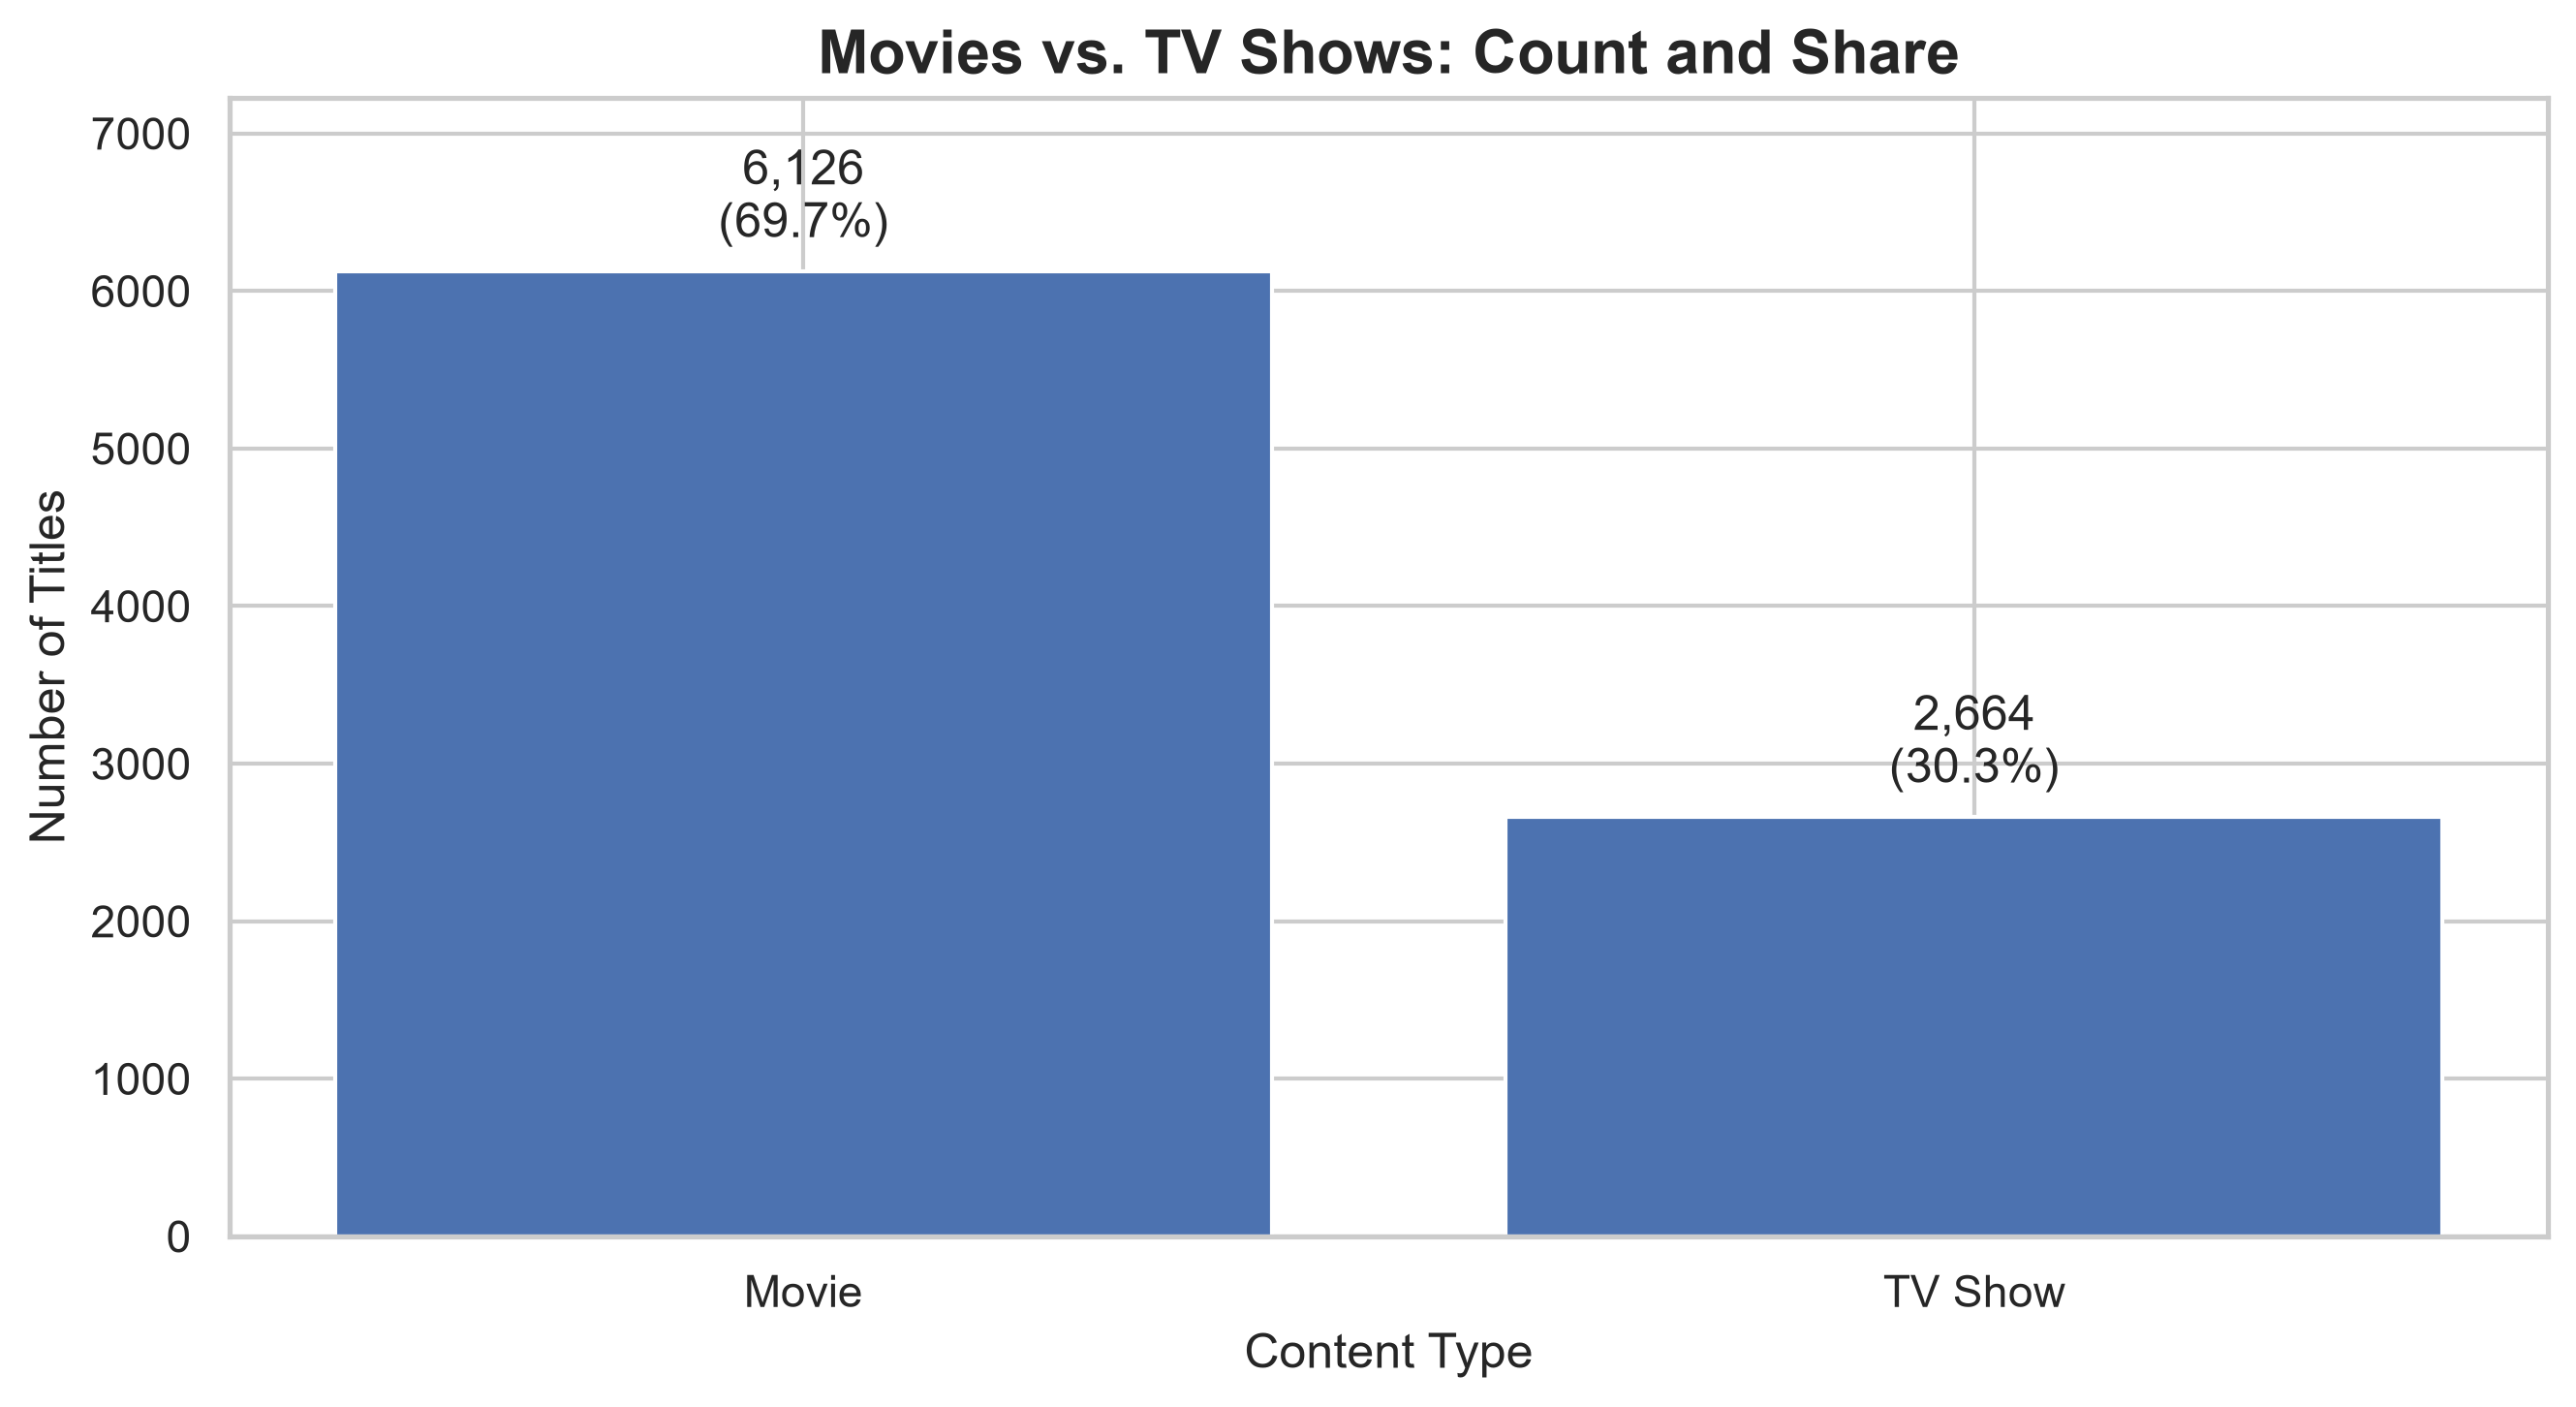 Movies vs. TV Shows: Count and Share
7000
6,126
(69.7%)
6000
5000
4000
2,664
(30.3%)
3000
2000
1000
0
Number of Titles
Movie
TV Show
Content Type